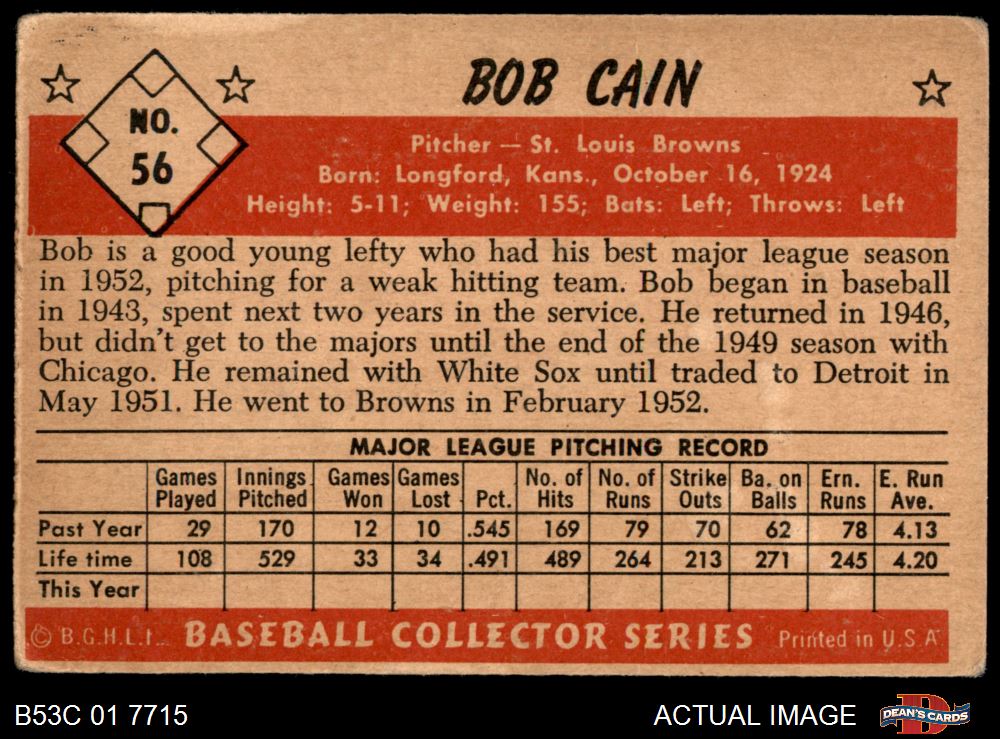 NO.
56
BOB CAIN
Pitcher — St. Louis Browns
Born: Longford, Kans., October 16, 1924
Height: 5-11; Weight: 155; Bats: Left; Throws: Left
Bob is a good young lefty who had his best major league season
in 1952, pitching for a weak hitting team. Bob began in baseball
in 1943, spent next two years in the service. He returned in 1946,
but didn't get to the majors until the end of the 1949 season with
Chicago. He remained with White Sox until traded to Detroit in
May 1951. He went to Browns in February 1952.
MAJOR LEAGUE PITCHING RECORD
Games Innings Games Games No. of No. of Strike Ba. on Ern. E. Run
Played Pitched Won Lost Pct. Hits Runs Outs Balls Runs Ave.
Past Year 29 170 12 10 .545 169 79 70 62 78 4.13
Life time 108 529 33 34 .491 489 264 213 271 245 4.20
This Year
© B.G.H.L.I. BASEBALL COLLECTOR SERIES Printed in U.S.A.
B53C 01 7715
ACTUAL IMAGE
DEAN'S CARDS